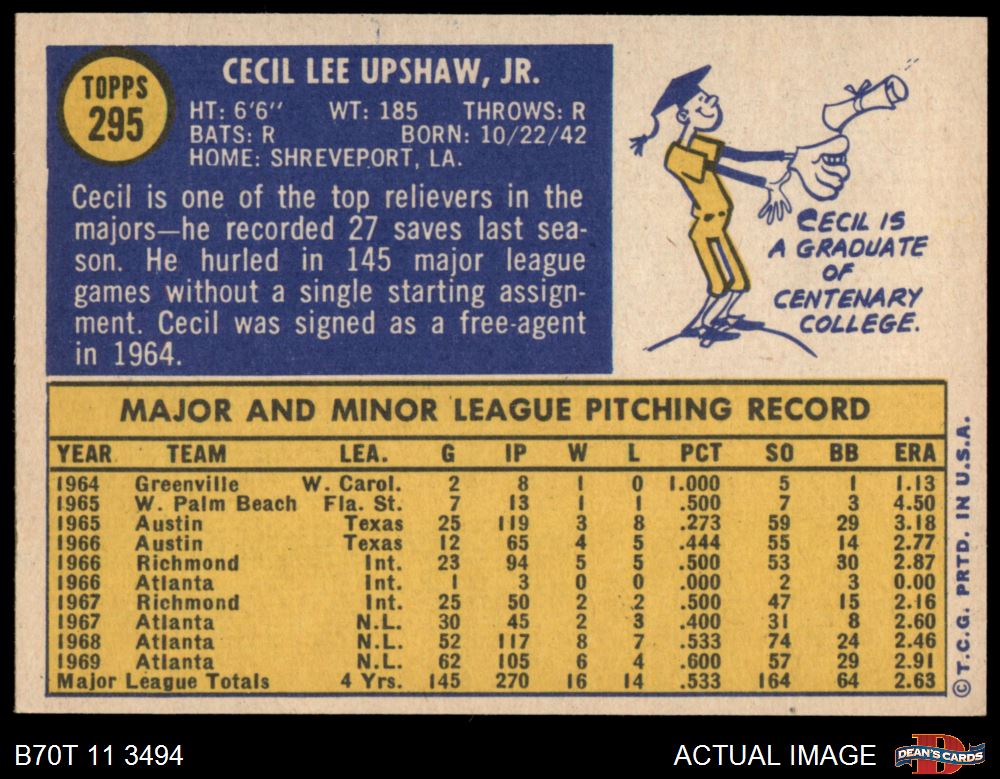 TOPPS
295
CECIL LEE UPSHAW, JR.
HT: 6'6" WT: 185 THROWS: R
BATS: R BORN: 10/22/42
HOME: SHREVEPORT, LA.
Cecil is one of the top relievers in the
majors—he recorded 27 saves last sea-
son. He hurled in 145 major league
games without a single starting assign-
ment. Cecil was signed as a free-agent
in 1964.
CECIL IS
A GRADUATE
OF
CENTENARY
COLLEGE.
MAJOR AND MINOR LEAGUE PITCHING RECORD
YEAR TEAM LEA. G IP W L PCT SO BB ERA
1964 Greenville W. Carol. 2 8 1 0 1.000 5 1 1.13
1965 W. Palm Beach Fla. St. 7 13 1 1 .500 7 3 4.50
1965 Austin Texas 25 119 3 8 .273 59 29 3.18
1966 Austin Texas 12 65 4 5 .444 55 14 2.77
1966 Richmond Int. 23 94 5 5 .500 53 30 2.87
1966 Atlanta Int. 1 3 0 0 .000 2 3 0.00
1967 Richmond Int. 25 50 2 2 .500 47 15 2.16
1967 Atlanta N.L. 30 45 2 3 .400 31 8 2.60
1968 Atlanta N.L. 52 117 8 7 .533 74 24 2.46
1969 Atlanta N.L. 62 105 6 4 .600 57 29 2.91
Major League Totals 4 Yrs. 145 270 16 14 .533 164 64 2.63
©T.C.G. PRTD. IN U.S.A.
B70T 11 3494 ACTUAL IMAGE
D
DEAN'S CARDS